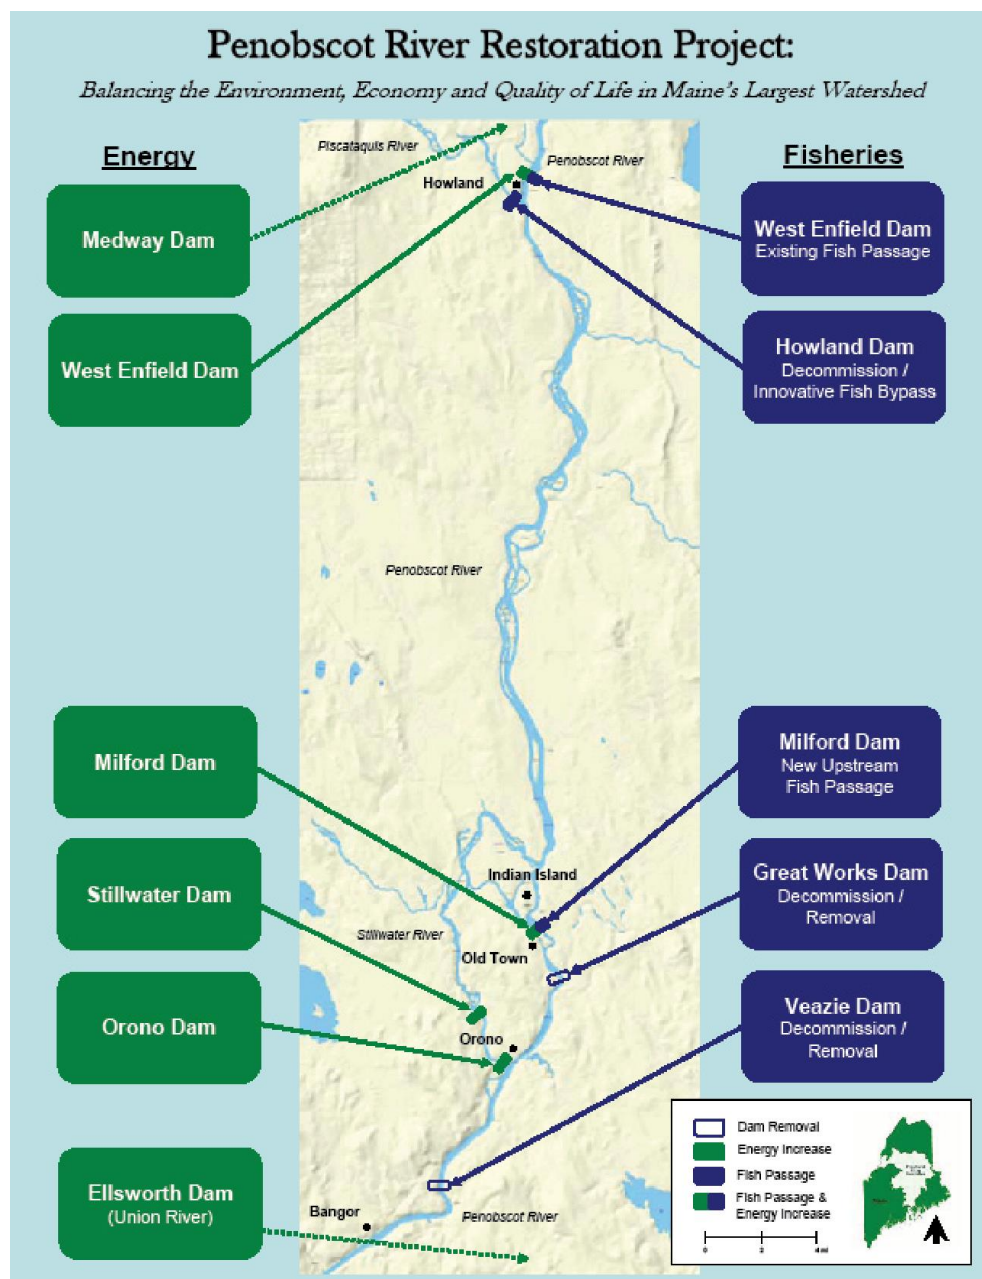 Penobscot River Restoration Project:
Balancing the Environment, Economy and Quality of Life in Maine's Largest Watershed
Energy
Medway Dam
West Enfield Dam
Milford Dam
Stillwater Dam
Orono Dam
Ellsworth Dam
(Union River)
Piscataquis River
Penobscot River
Howland
Penobscot River
Indian Island
Stillwater River
Old Town
Orono
Bangor
Penobscot River
Fisheries
West Enfield Dam
Existing Fish Passage
Howland Dam
Decommission /
Innovative Fish Bypass
Milford Dam
New Upstream
Fish Passage
Great Works Dam
Decommission /
Removal
Veazie Dam
Decommission /
Removal
Dam Removal
Energy Increase
Fish Passage
Fish Passage &
Energy Increase
0 2 4 mi